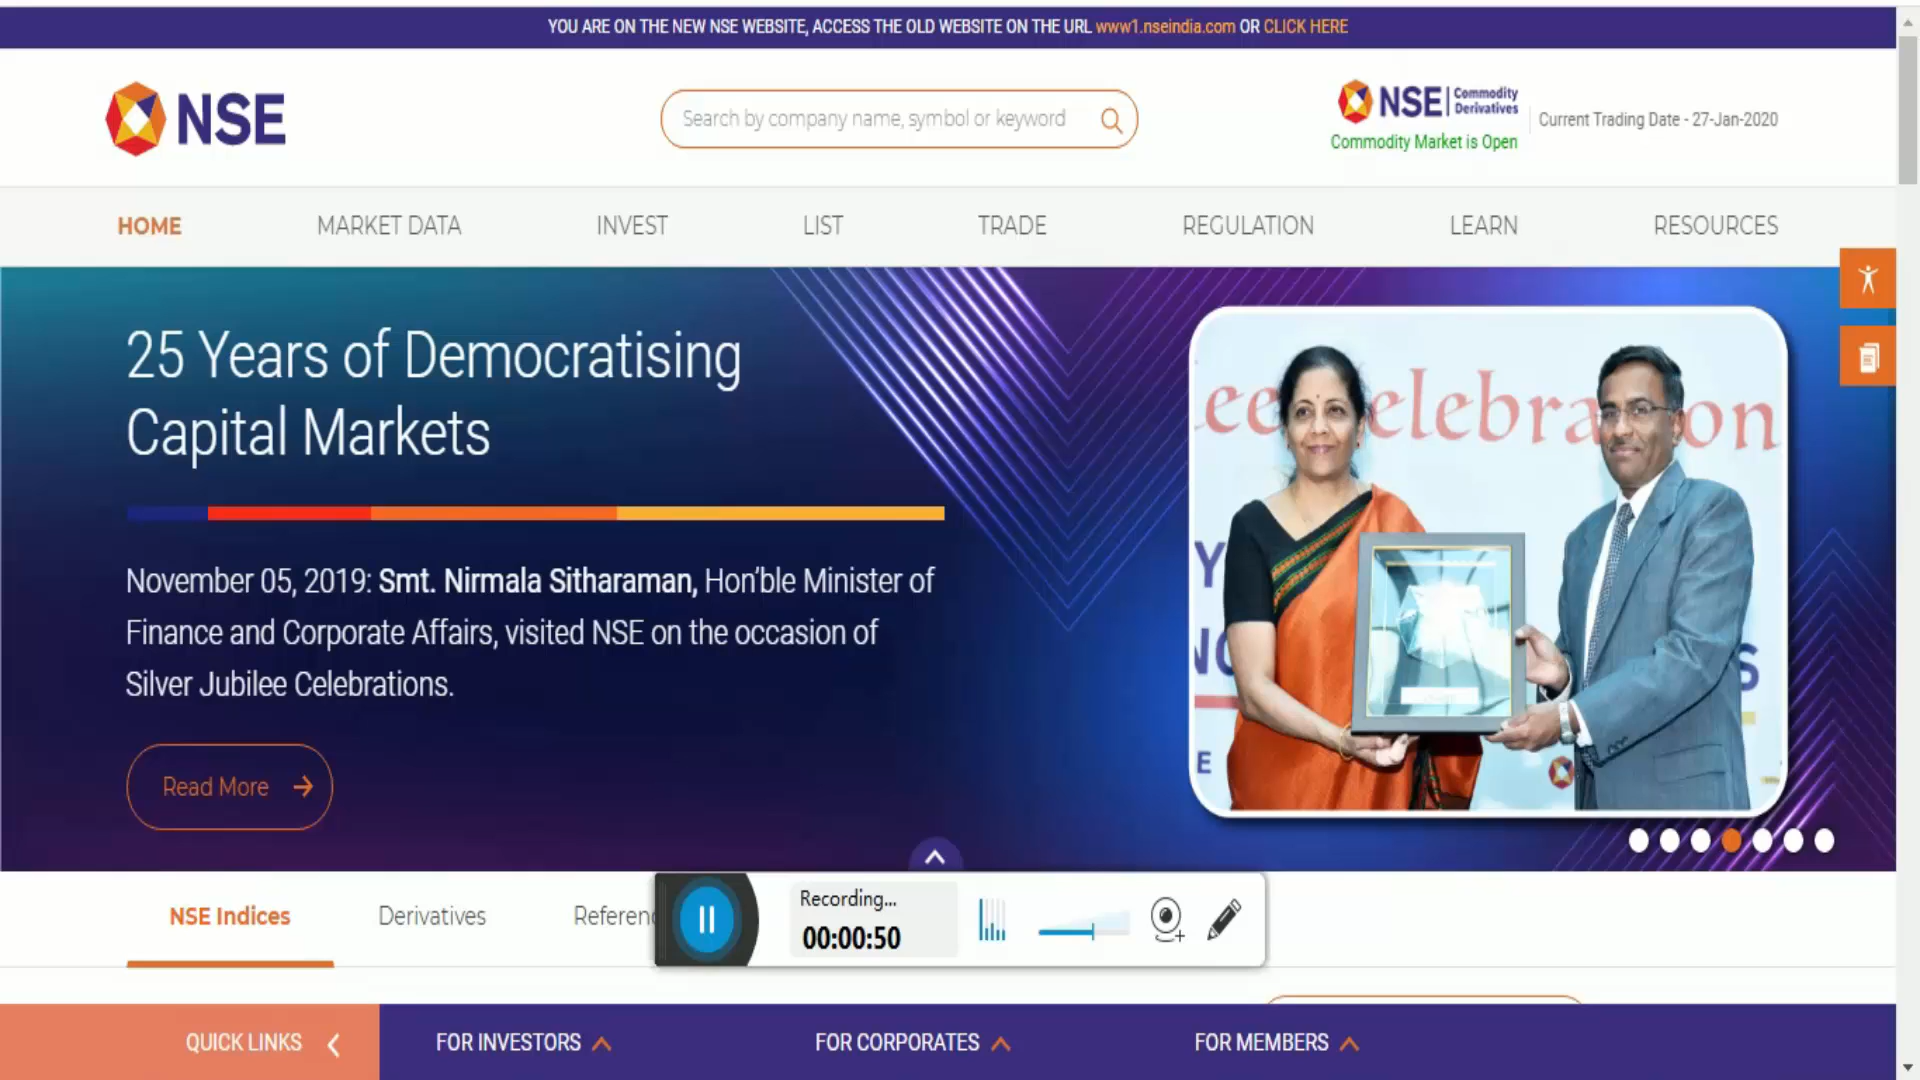 YOU ARE ON THE NEW NSE WEBSITE, ACCESS THE OLD WEBSITE ON THE URL www1.nseindia.com OR CLICK HERE
NSE
Search by company name, symbol or keyword
NSE Commodity Derivatives
Commodity Market is Open
Current Trading Date - 27-Jan-2020
HOME MARKET DATA INVEST LIST TRADE REGULATION LEARN RESOURCES
25 Years of Democratising
Capital Markets
November 05, 2019: Smt. Nirmala Sitharaman, Hon'ble Minister of
Finance and Corporate Affairs, visited NSE on the occasion of
Silver Jubilee Celebrations.
Read More
NSE Indices Derivatives Referenc
Recording...
00:00:50
QUICK LINKS FOR INVESTORS FOR CORPORATES FOR MEMBERS